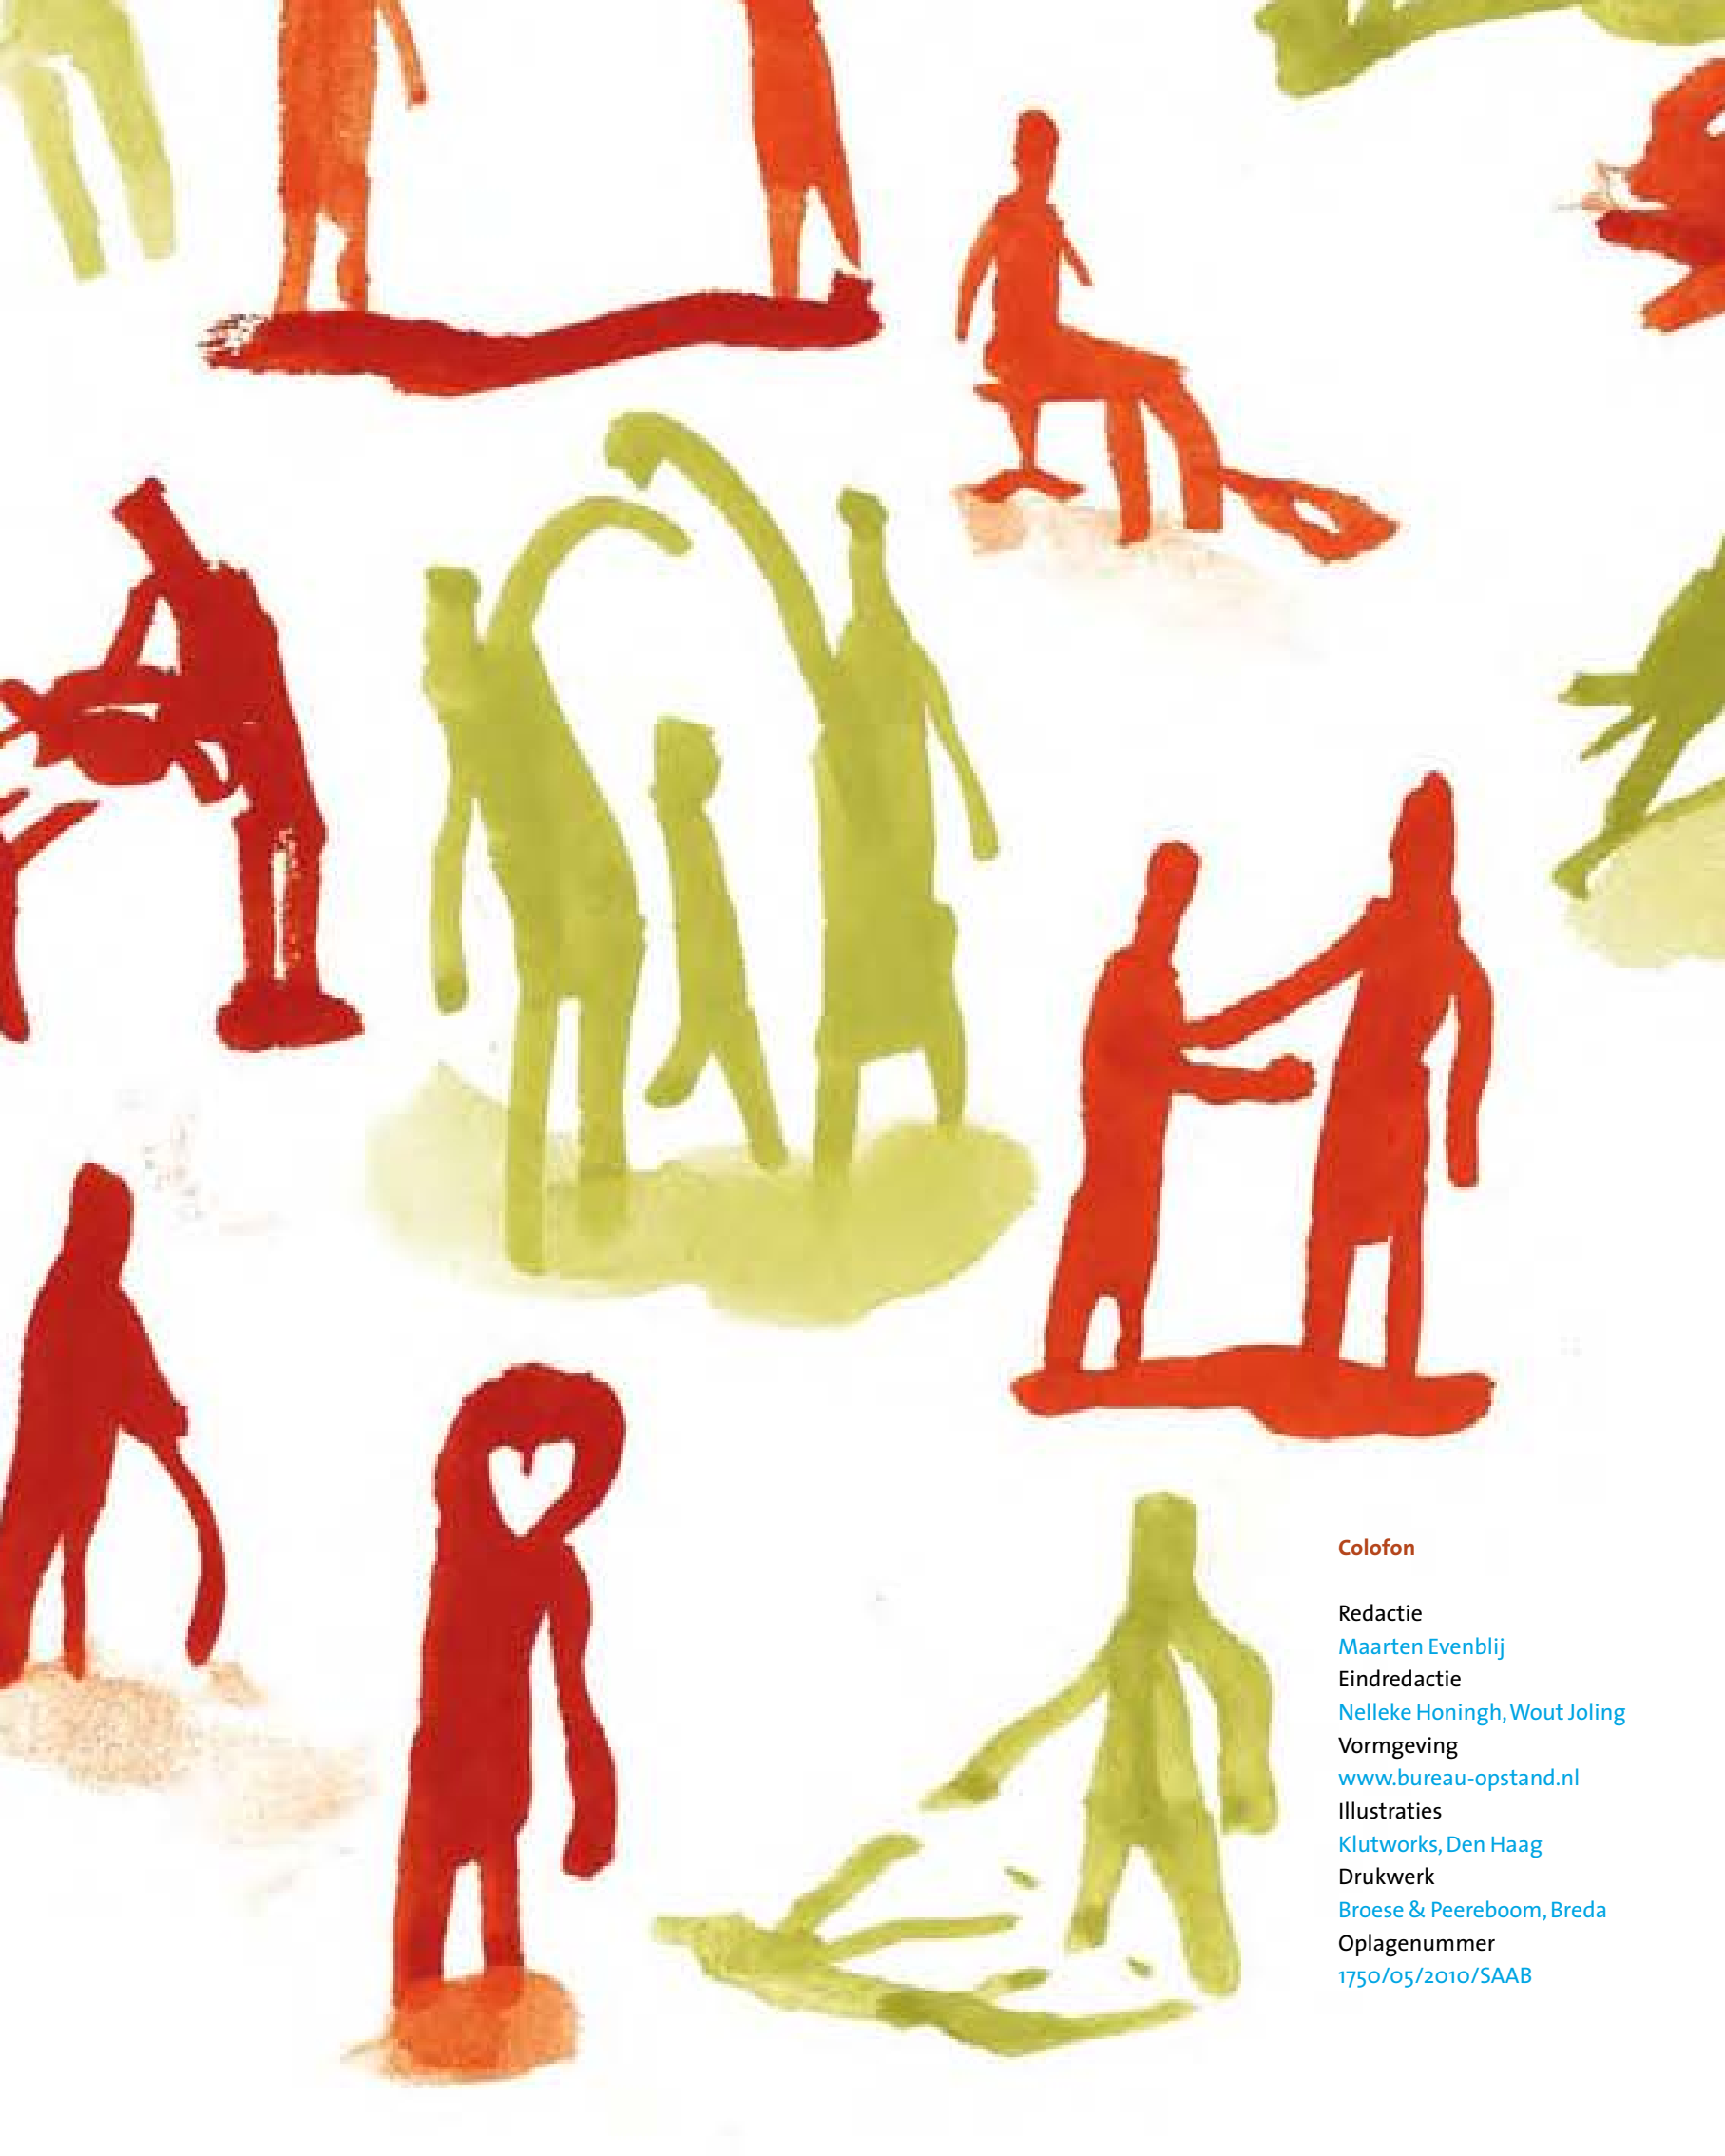 Colofon
Redactie
Maarten Evenblij
Eindredactie
Nelleke Honingh, Wout Joling
Vormgeving
www.bureau-opstand.nl
Illustraties
Klutworks, Den Haag
Drukwerk
Broese & Peereboom, Breda
Oplagenummer
1750/05/2010/SAAB